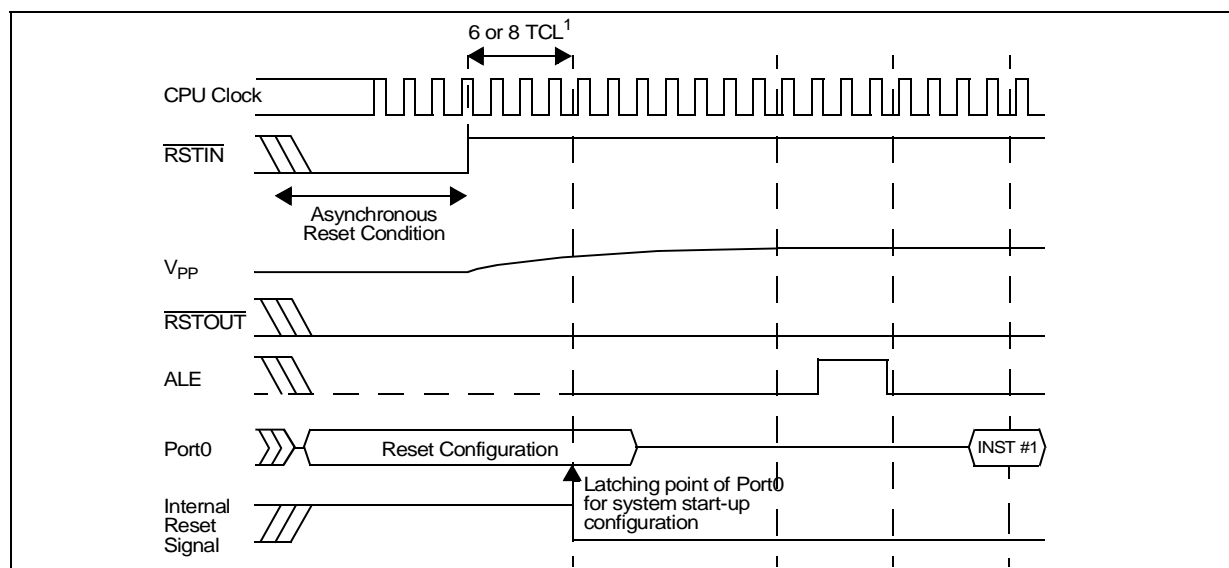 6 or 8 TCL1
CPU Clock
RSTIN
Asynchronous
Reset Condition
VPP
RSTOUT
ALE
Port0
Reset Configuration
INST #1
Latching point of Port0
for system start-up
configuration
Internal
Reset
Signal